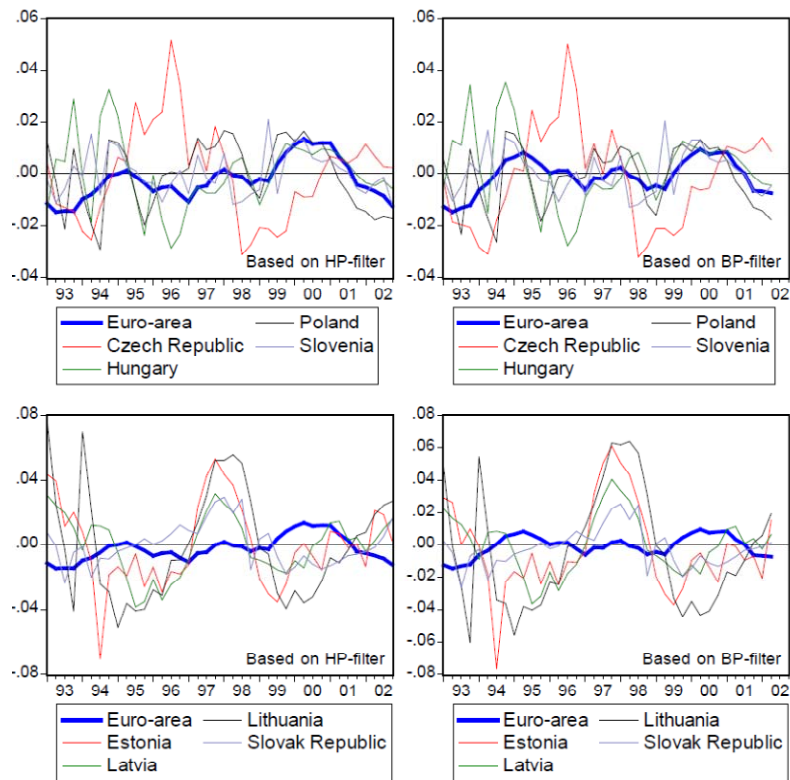 .06
.04
.02
.00
-.02
-.04
Based on HP-filter
93 94 95 96 97 98 99 00 01 02
Euro-area Poland
Czech Republic Slovenia
Hungary
.06
.04
.02
.00
-.02
-.04
Based on BP-filter
93 94 95 96 97 98 99 00 01 02
Euro-area Poland
Czech Republic Slovenia
Hungary
.08
.04
.00
-.04
-.08
Based on HP-filter
93 94 95 96 97 98 99 00 01 02
Euro-area Lithuania
Estonia Slovak Republic
Latvia
.08
.06
.04
.02
.00
-.02
-.04
-.06
-.08
Based on BP-filter
93 94 95 96 97 98 99 00 01 02
Euro-area Lithuania
Estonia Slovak Republic
Latvia